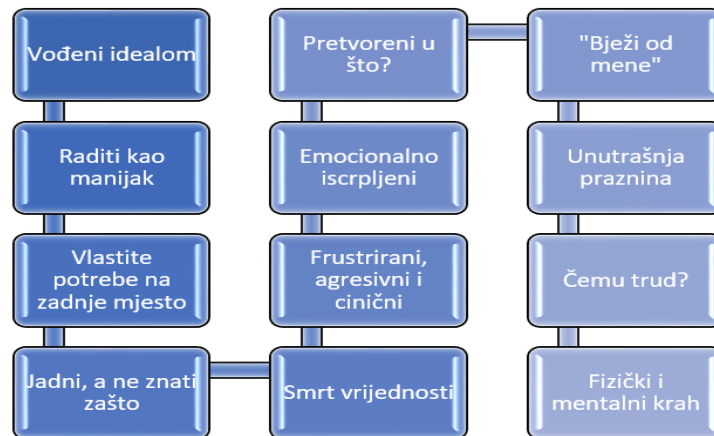 Vođeni idealom
Raditi kao
manijak
Vlastite
potrebe na
zadnje mjesto
Jadni, a ne znati
zašto
Smrt vrijednosti
Frustrirani,
agresivni i
cinični
Emocionalno
iscrpljeni
Pretvoreni u
što?
"Bježi od
mene"
Unutrašnja
praznina
Čemu trud?
Fizički i
mentalni krah